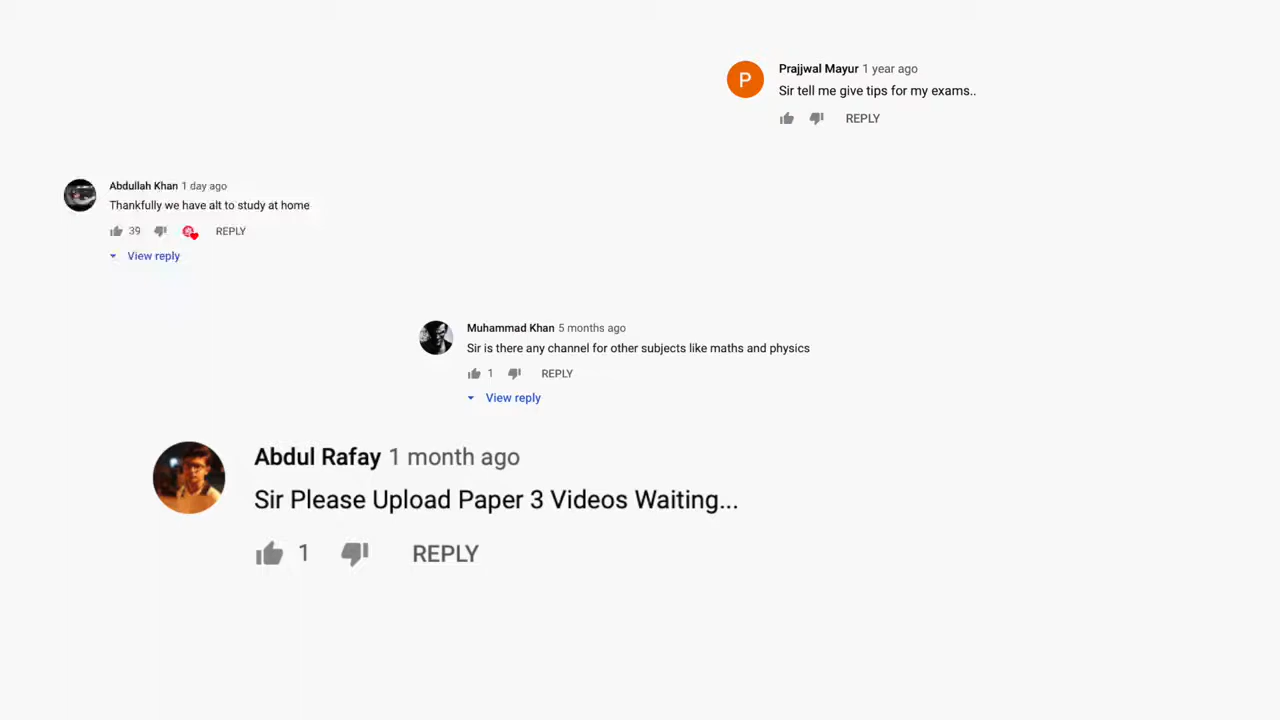 P
Prajjwal Mayur 1 year ago
Sir tell me give tips for my exams..
REPLY
Abdullah Khan 1 day ago
Thankfully we have alt to study at home
39 REPLY
View reply
Muhammad Khan 5 months ago
Sir is there any channel for other subjects like maths and physics
1 REPLY
View reply
Abdul Rafay 1 month ago
Sir Please Upload Paper 3 Videos Waiting...
1 REPLY